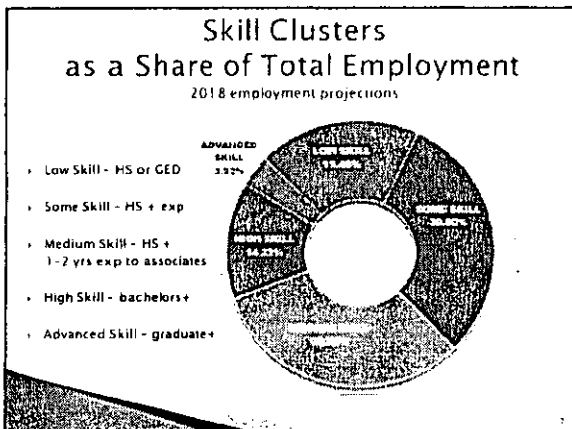 Skill Clusters
as a Share of Total Employment
2018 employment projections
Low Skill - HS or GED
Some Skill - HS + exp
Medium Skill - HS +
1-2 yrs exp to associates
High Skill - bachelors+
Advanced Skill - graduate+
ADVANCED
SKILL
LOW SKILL
SOME SKILL
HIGH SKILL